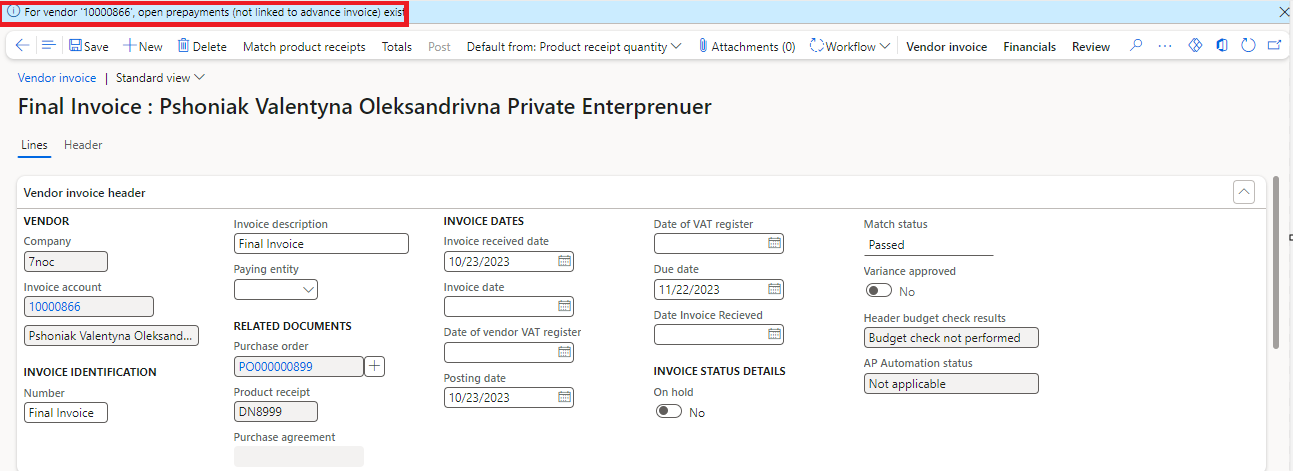 For vendor '10000866', open prepayments (not linked to advance invoice) exist
Save New Delete Match product receipts Totals Post Default from: Product receipt quantity Attachments (0) Workflow Vendor invoice Financials Review ...
Vendor invoice | Standard view
Final Invoice : Pshoniak Valentyna Oleksandrivna Private Enterprenuer
Lines Header
Vendor invoice header
VENDOR
Company
7noc
Invoice account
10000866
Pshoniak Valentyna Oleksand...
INVOICE IDENTIFICATION
Number
Final Invoice
Invoice description
Final Invoice
Paying entity
RELATED DOCUMENTS
Purchase order
PO000000899
Product receipt
DN8999
Purchase agreement
INVOICE DATES
Invoice received date
10/23/2023
Invoice date
Date of vendor VAT register
Posting date
10/23/2023
Date of VAT register
Due date
11/22/2023
Date Invoice Recieved
INVOICE STATUS DETAILS
On hold
No
Match status
Passed
Variance approved
No
Header budget check results
Budget check not performed
AP Automation status
Not applicable